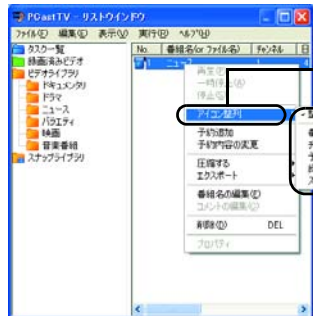 PCastTV - リストウインドウ
ファイル(F) 編集(E) 表示(V) 実行(R) ヘルプ(H)
タスク一覧
録画済みビデオ
ビデオライブラリ
ドキュメンタリ
ドラマ
ニュース
バラエティ
映画
音楽番組
スナップライブラリ
No. 番組名(or ファイル名) チャンネル
ニュース 1
再生(P)
一時停止(A)
停止(S)
アイコン整列
予約追加
予約内容の変更
圧縮する
エクスポート
番組名の編集(E)
コメントの編集(C)
削除(D) DEL
プロパティ